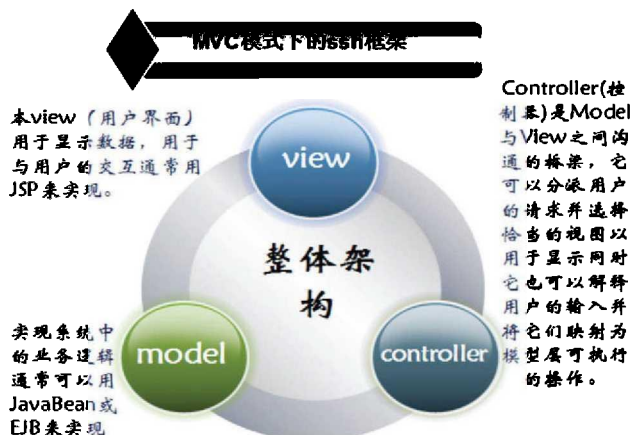 MVC模式下的ssh框架
本view（用户界面）
用于显示数据，用于
与用户的交互通常用
JSP来实现。
view
Controller(控
制器)是Model
与View之间沟
通的桥梁，它
可以分派用户
的请求并选择
恰当的视图以
用于显示同时
它也可以解释
用户的输入并
将它们映射为
模型层可执行
的操作。
整体架
构
实现系统中
的业务逻辑
通常可以用
JavaBean或
EJB来实现
model
controller